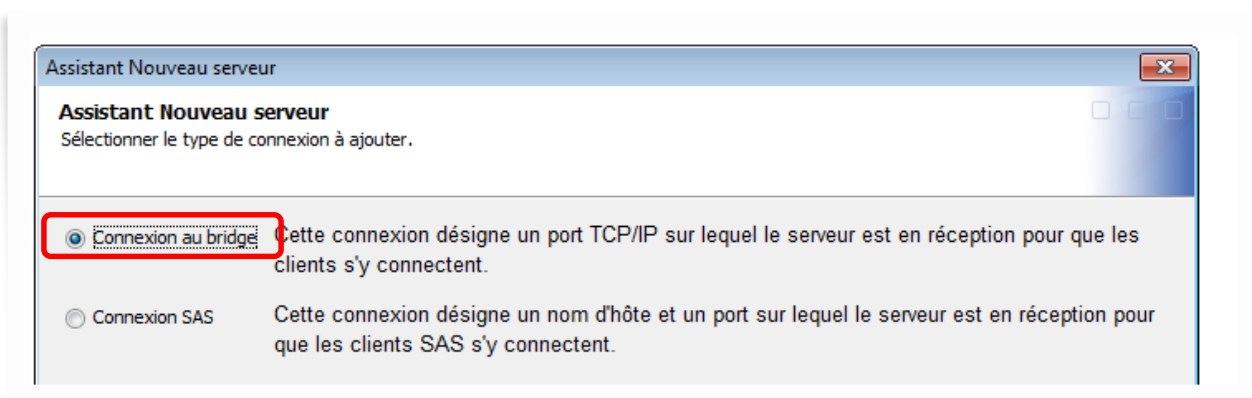 Assistant Nouveau serveur
Assistant Nouveau serveur
Sélectionner le type de connexion à ajouter.
Connexion au bridge Cette connexion désigne un port TCP/IP sur lequel le serveur est en réception pour que les
clients s'y connectent.
Connexion SAS Cette connexion désigne un nom d'hôte et un port sur lequel le serveur est en réception pour
que les clients SAS s'y connectent.